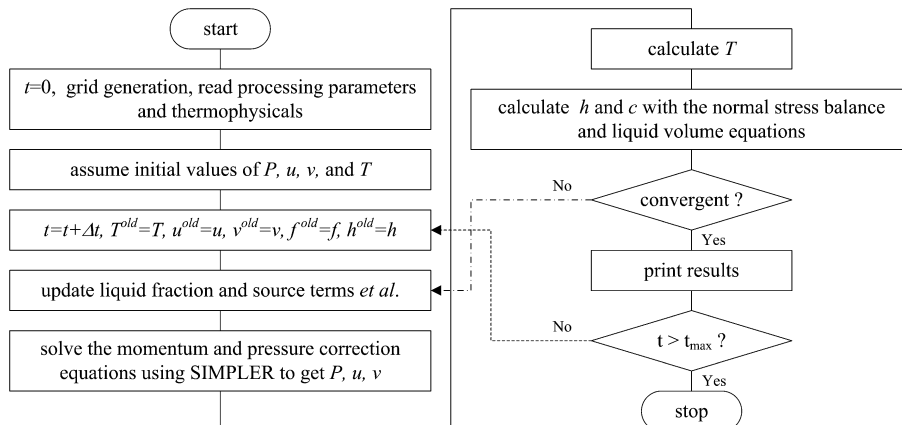 start
t=0, grid generation, read processing parameters
and thermophysicals
assume initial values of P, u, v, and T
t=t+Δt, T^old=T, u^old=u, v^old=v, f^old=f, h^old=h
update liquid fraction and source terms et al.
solve the momentum and pressure correction
equations using SIMPLER to get P, u, v
calculate T
calculate h and c with the normal stress balance
and liquid volume equations
No
convergent ?
Yes
print results
No
t > t_max ?
Yes
stop